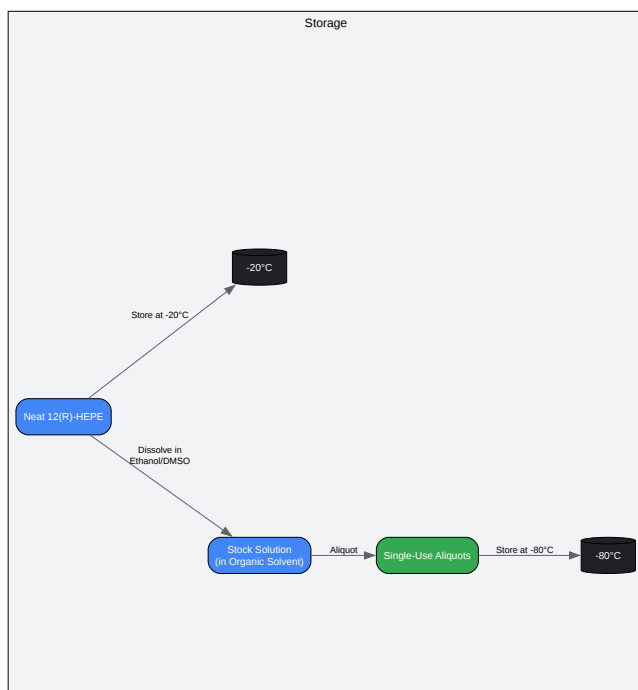 Storage
-20°C
Store at -20°C
Neat 12(R)-HEPE
Dissolve in
Ethanol/DMSO
Stock Solution
(in Organic Solvent)
Aliquot
Single-Use Aliquots
Store at -80°C
-80°C